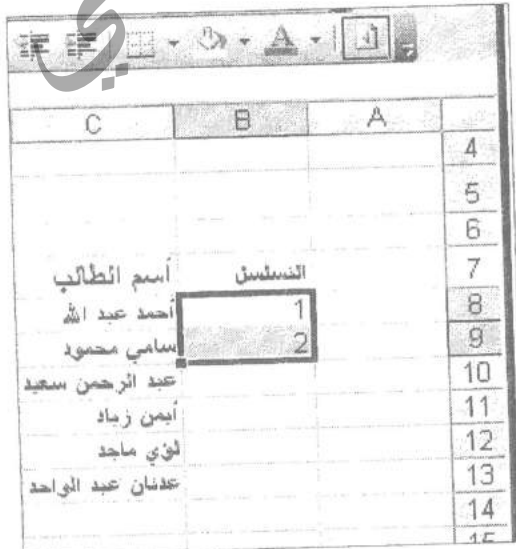 A B C
4
5
6
7 التسلسل أسم الطالب
8 1 أحمد عبد الله
9 2 سامي محمود
10 عبد الرحمن سعيد
11 أيمن زياد
12 لؤي ماجد
13 عدنان عبد الواحد
14
15